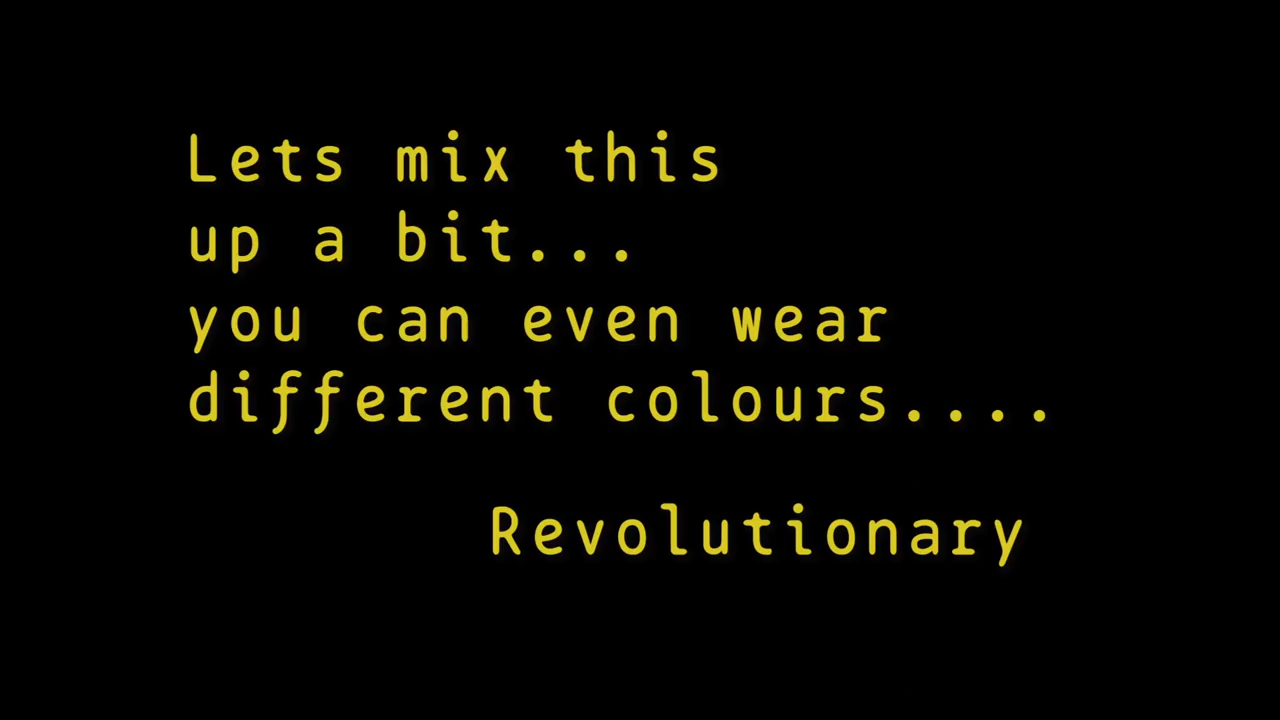 Lets mix this
up a bit...
you can even wear
different colours....
Revolutionary